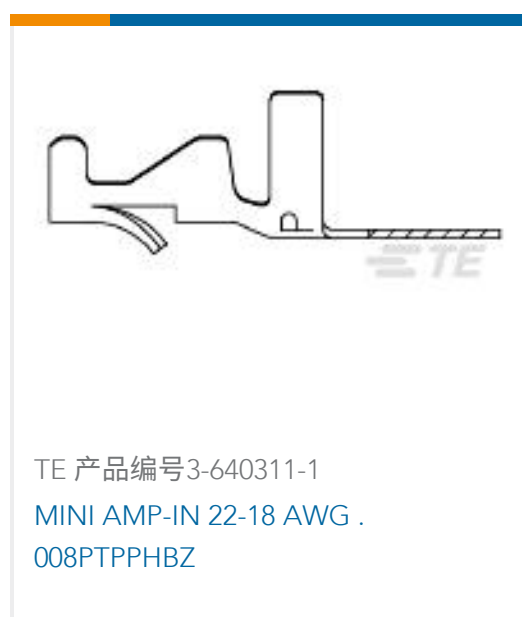 TE
TE 产品编号3-640311-1
MINI AMP-IN 22-18 AWG .
008PTPPHBZ